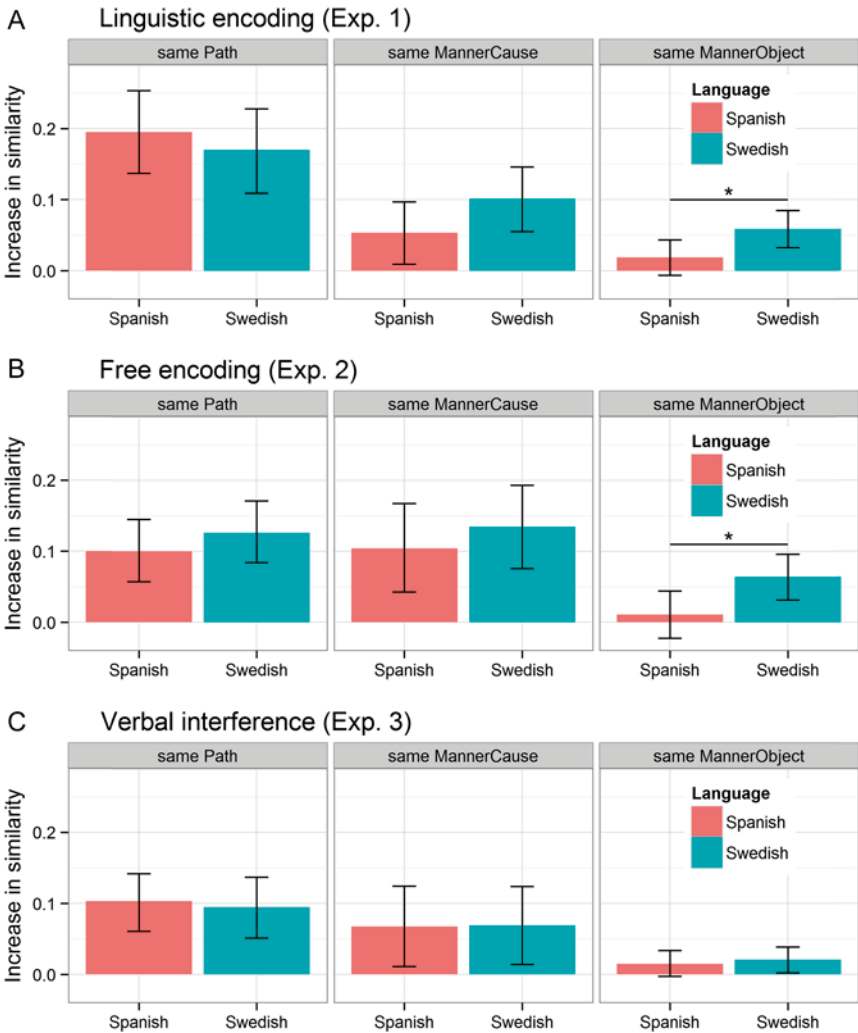 A Linguistic encoding (Exp. 1)
same Path same MannerCause same MannerObject
Increase in similarity
0.2
0.1
0.0
Language
Spanish
Swedish
*
Spanish Swedish Spanish Swedish Spanish Swedish
B Free encoding (Exp. 2)
same Path same MannerCause same MannerObject
Increase in similarity
0.2
0.1
0.0
Language
Spanish
Swedish
*
Spanish Swedish Spanish Swedish Spanish Swedish
C Verbal interference (Exp. 3)
same Path same MannerCause same MannerObject
Increase in similarity
0.2
0.1
0.0
Language
Spanish
Swedish
Spanish Swedish Spanish Swedish Spanish Swedish